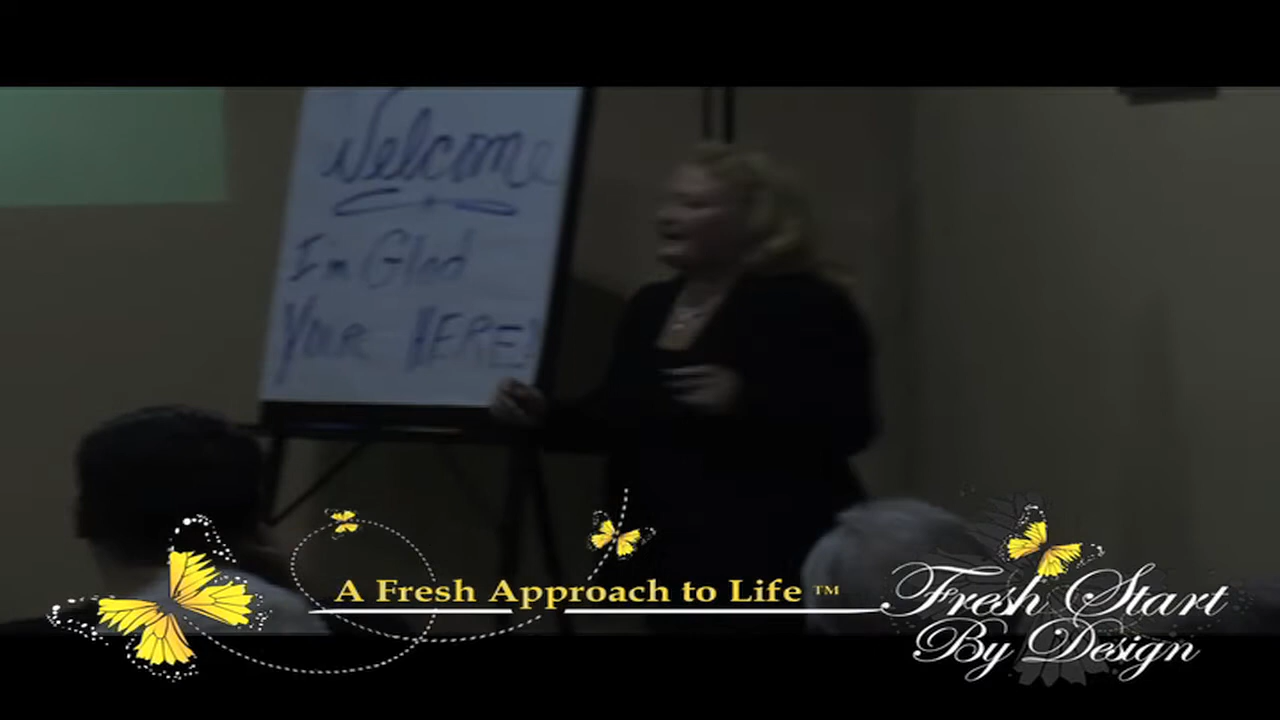 Welcome
I'm Glad
Your HERE!
A Fresh Approach to Life ™
Fresh Start
By Design